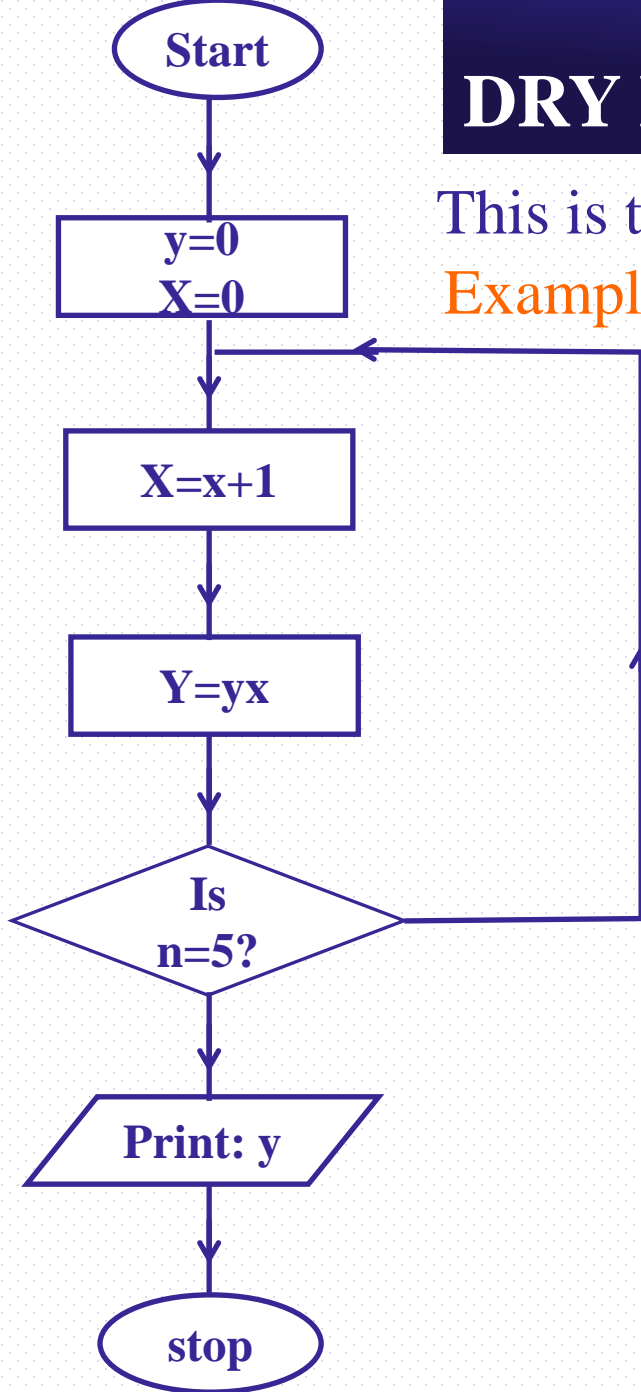 Start
DRY
y=0
X=0
This is t
Exampl
X=x+1
Y=yx
Is
n=5?
Print: y
stop